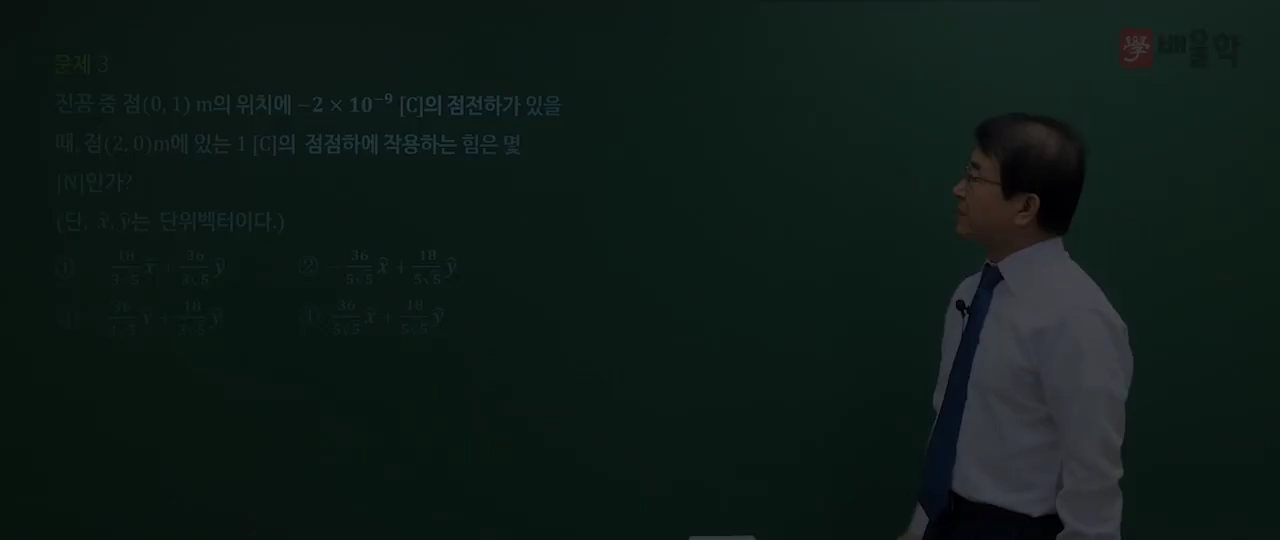 배울학
문제 3
진공 중 점(0, 1) m의 위치에 −2 × 10⁻⁹ [C]의 점전하가 있을
때, 점(2, 0)m에 있는 1 [C]의 점점하에 작용하는 힘은 몇
[N]인가?
(단, x̂, ŷ는 단위벡터이다.)
② −36/5√5 x̂ + 18/5√5 ŷ
36/5√5 x̂ + 18/5√5 ŷ